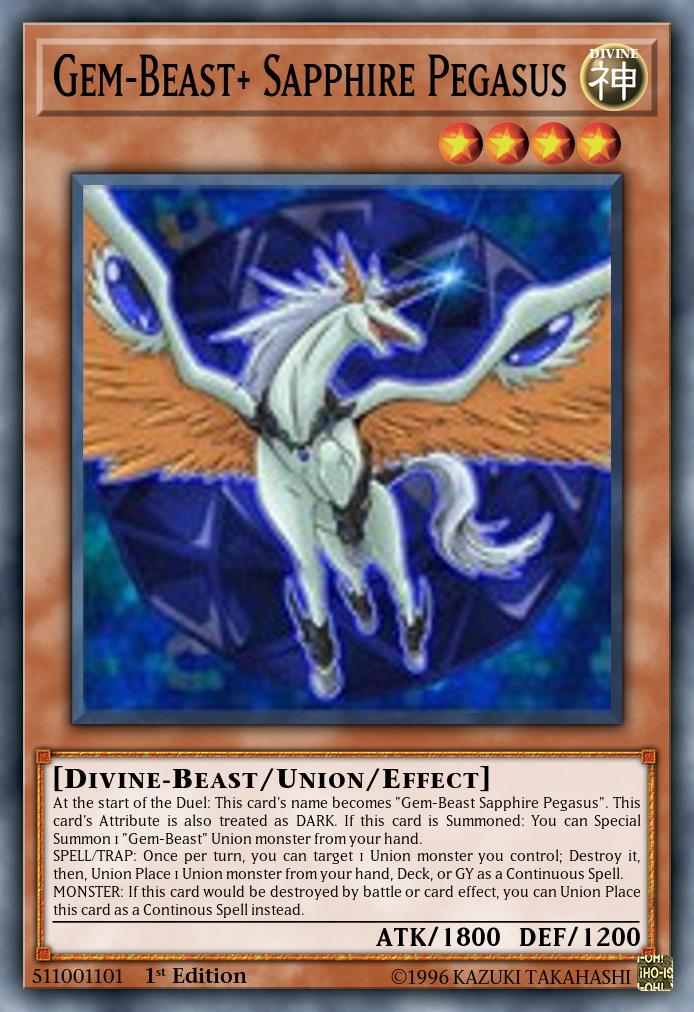 Gem-Beast+ Sapphire Pegasus
DIVINE
神
[Divine-Beast/Union/Effect]
At the start of the Duel: This card's name becomes "Gem-Beast Sapphire Pegasus". This
card's Attribute is also treated as DARK. If this card is Summoned: You can Special
Summon 1 "Gem-Beast" Union monster from your hand.
SPELL/TRAP: Once per turn, you can target 1 Union monster you control; Destroy it,
then, Union Place 1 Union monster from your hand, Deck, or GY as a Continuous Spell.
MONSTER: If this card would be destroyed by battle or card effect, you can Union Place
this card as a Continous Spell instead.
ATK/1800 DEF/1200
511001101 1st Edition ©1996 KAZUKI TAKAHASHI